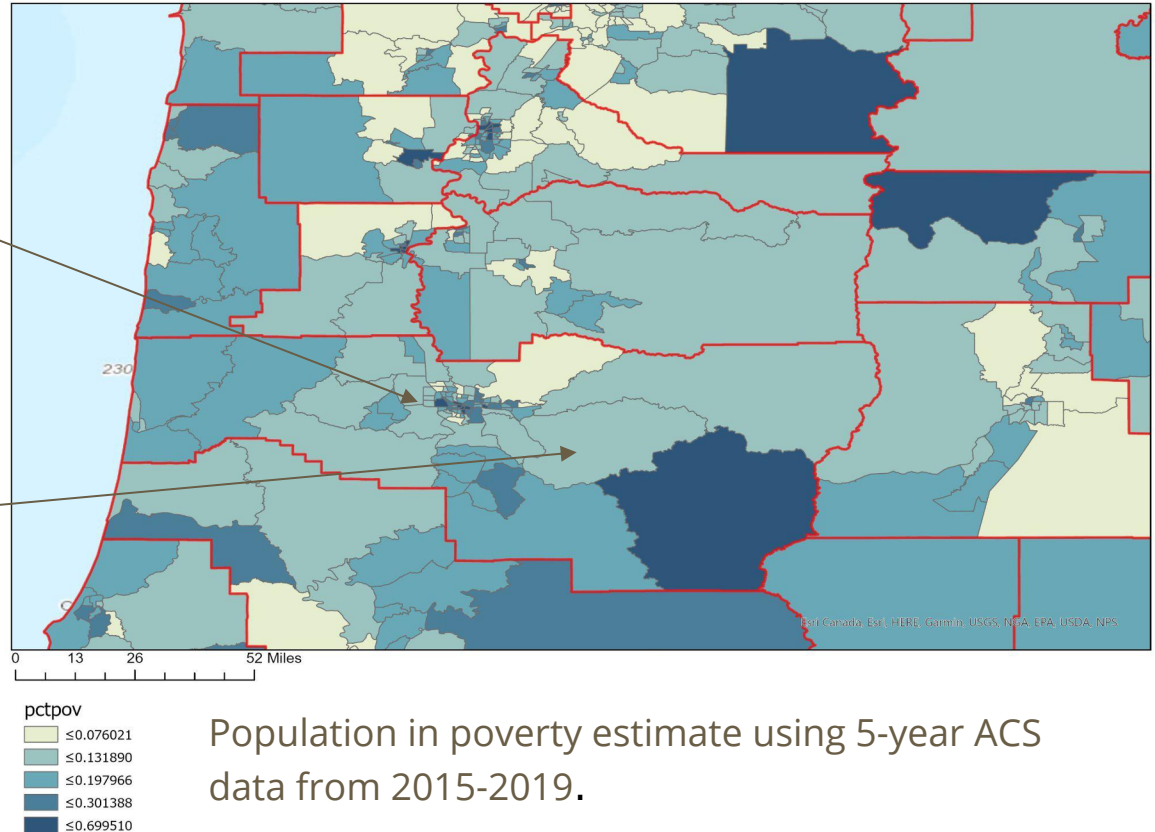 230
Esri Canada, Esri, HERE, Garmin, USGS, NGA, EPA, USDA, NPS
0 13 26 52 Miles
pctpov
≤0.076021
≤0.131890
≤0.197966
≤0.301388
≤0.699510
Population in poverty estimate using 5-year ACS
data from 2015-2019.